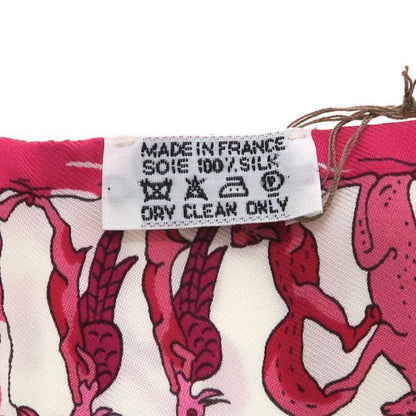 MADE IN FRANCE
SOIE 100% SILK
DRY CLEAN ONLY